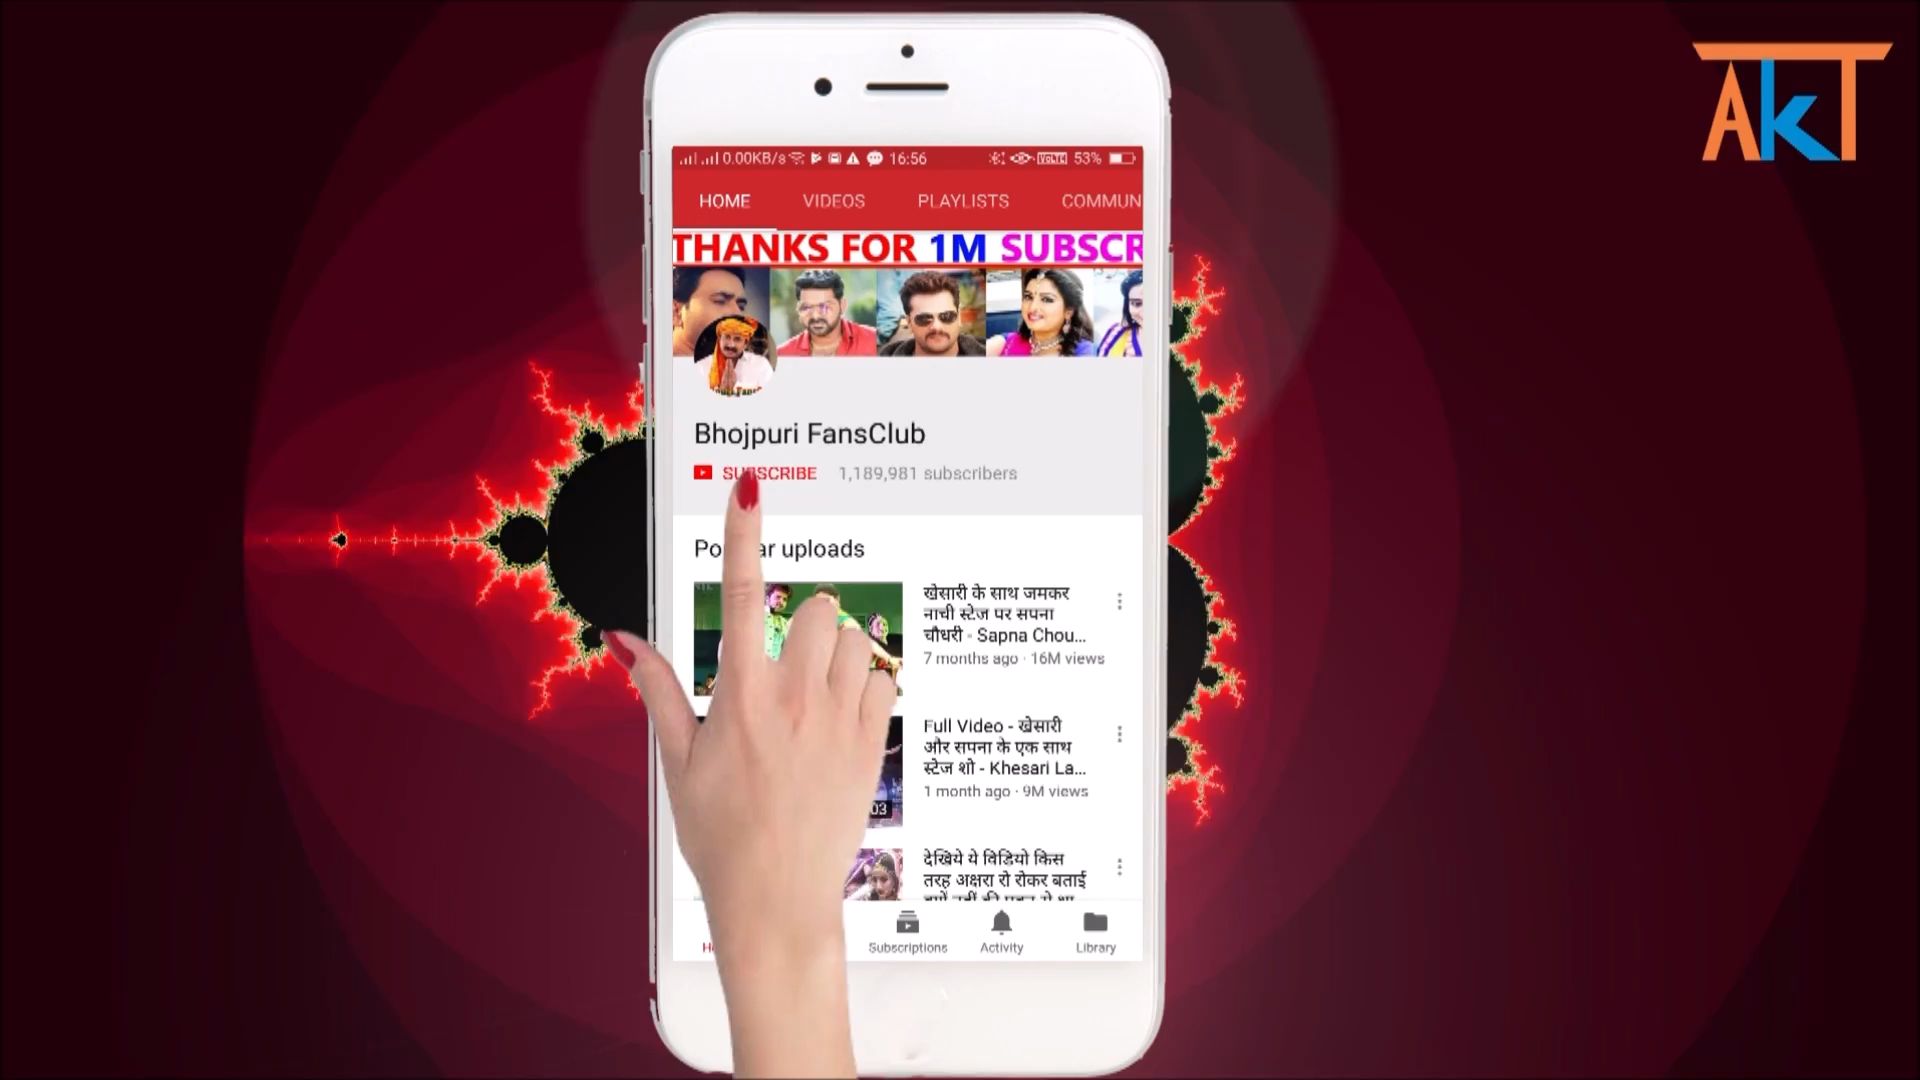 AKT
0.00KB/s 16:56 VoLTE 53%
HOME VIDEOS PLAYLISTS COMMUN
THANKS FOR 1M SUBSCR
Bhojpuri FansClub
SUBSCRIBE 1,189,981 subscribers
uploads
खेसारी के साथ जमकर
नाची स्टेज पर सपना
चौधरी - Sapna Chou...
7 months ago · 16M views
Full Video - खेसारी
और सपना के एक साथ
स्टेज शो - Khesari La...
1 month ago · 9M views
03
देखिये ये विडियो किस
तरह अक्षरा रो रोकर बताई
Subscriptions Activity Library